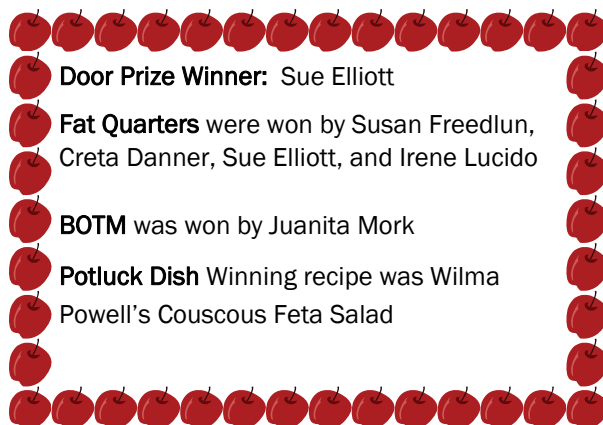 Door Prize Winner: Sue Elliott
Fat Quarters were won by Susan Freedlun,
Creta Danner, Sue Elliott, and Irene Lucido
BOTM was won by Juanita Mork
Potluck Dish Winning recipe was Wilma
Powell’s Couscous Feta Salad